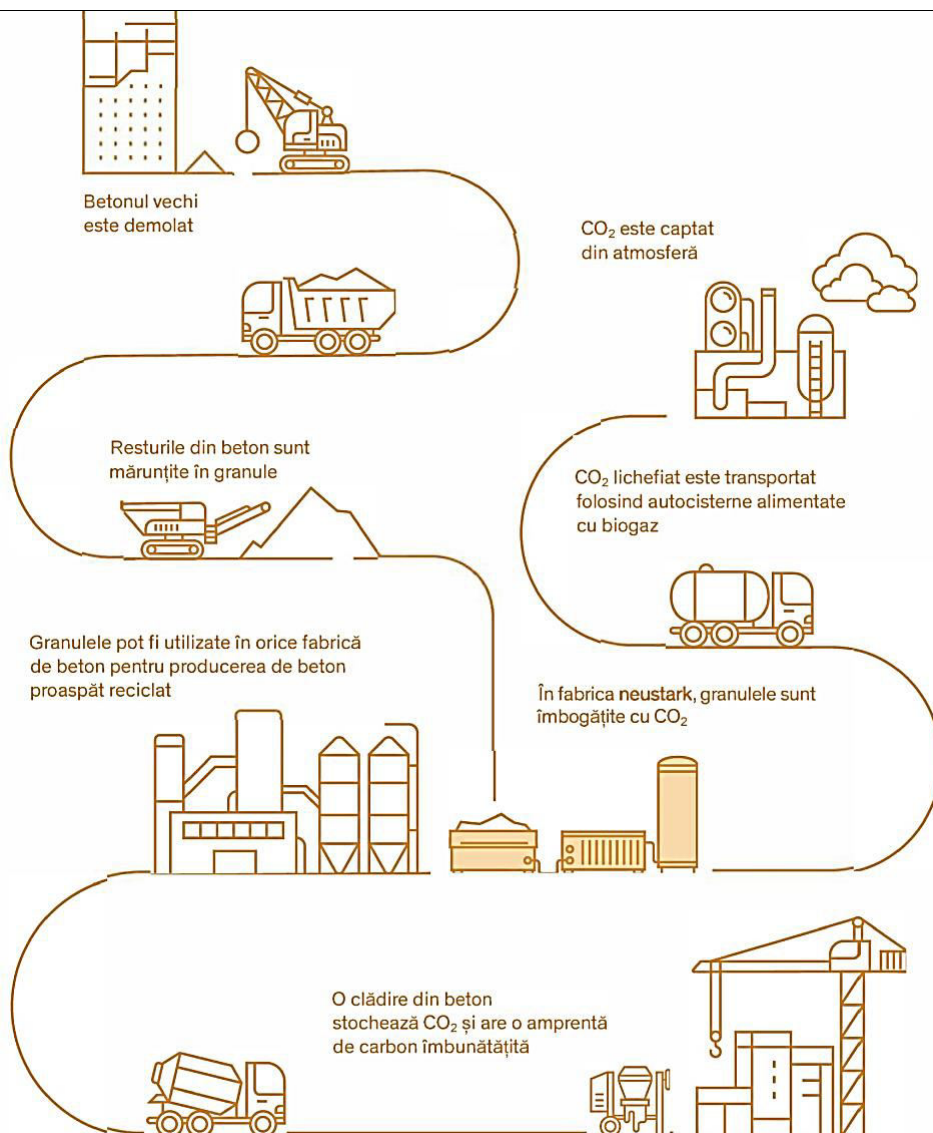 Betonul vechi
este demolat
CO₂ este captat
din atmosferă
Resturile din beton sunt
mărunțite în granule
CO₂ lichefiat este transportat
folosind autocisterne alimentate
cu biogaz
Granulele pot fi utilizate în orice fabrică
de beton pentru producerea de beton
proaspăt reciclat
În fabrica neustark, granulele sunt
îmbogățite cu CO₂
O clădire din beton
stochează CO₂ și are o amprentă
de carbon îmbunătățită